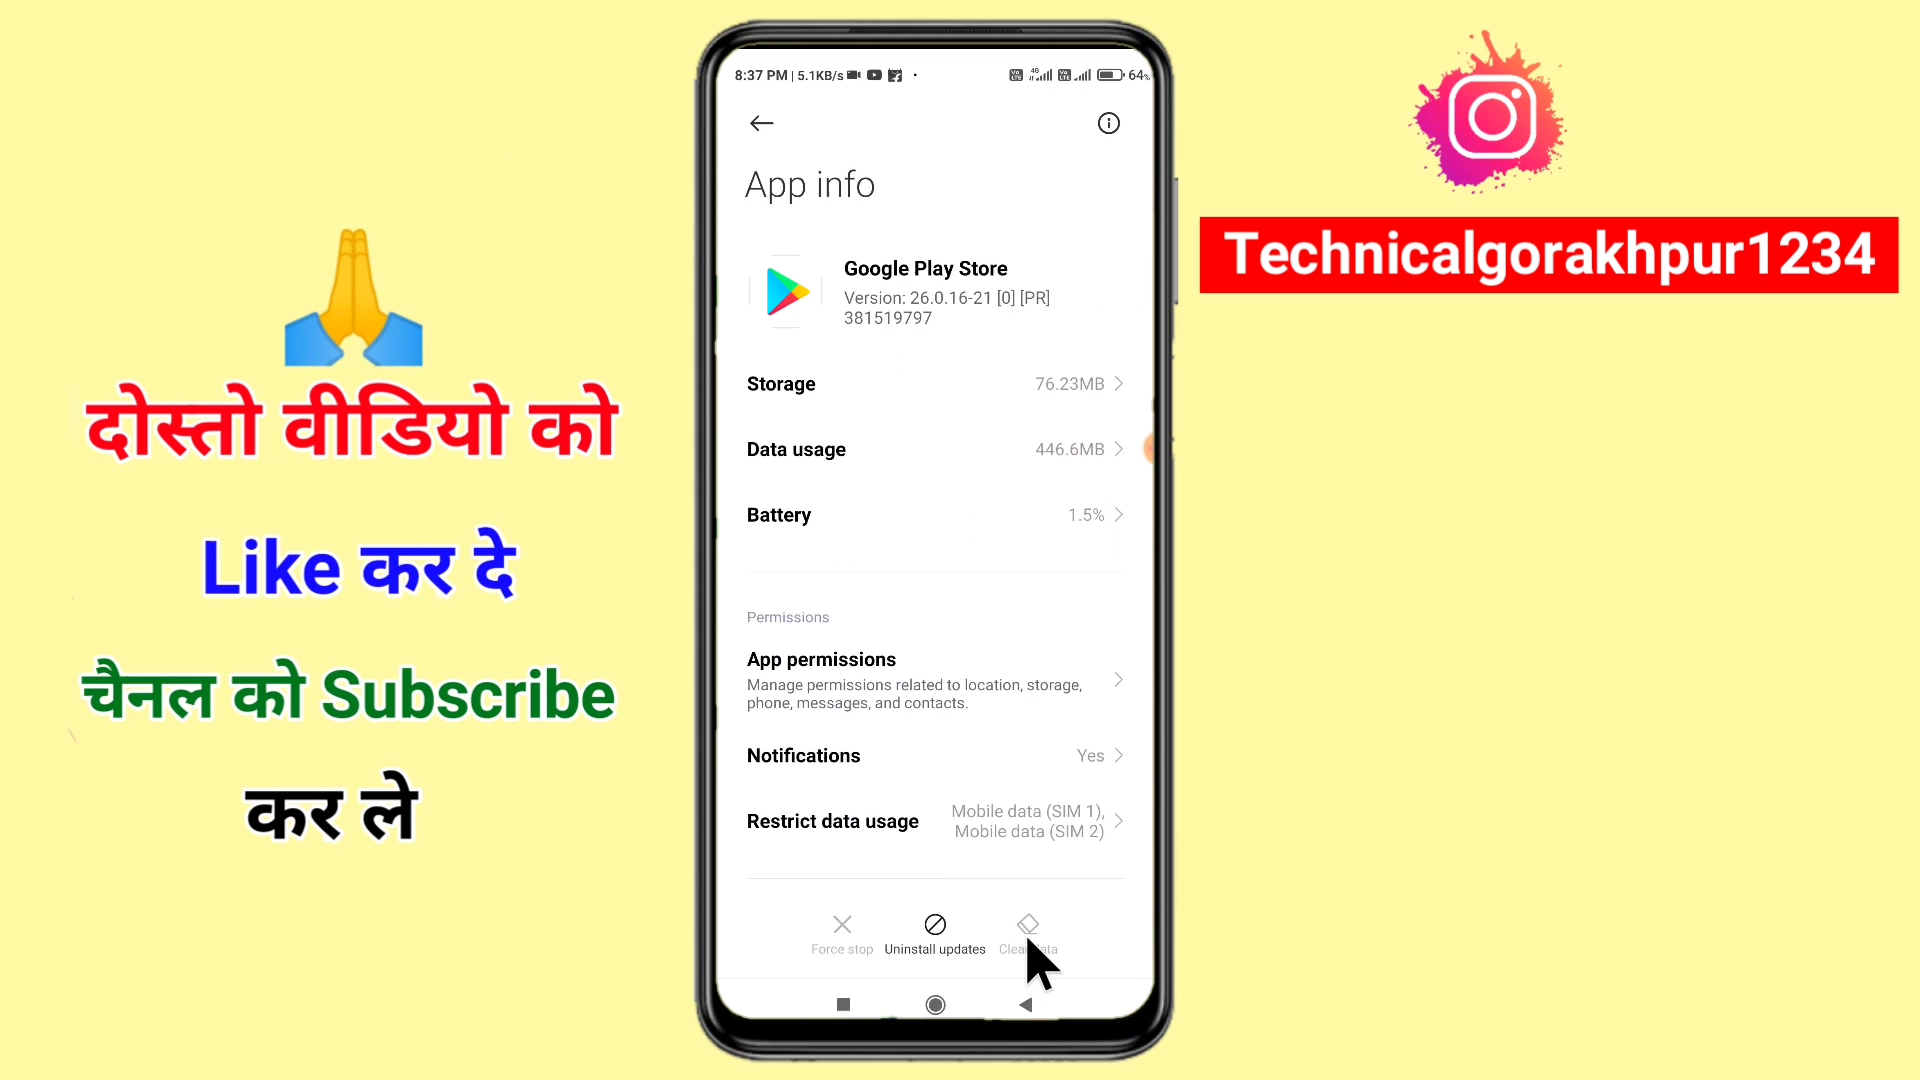 दोस्तो वीडियो को
Like कर दे
चैनल को Subscribe
कर ले
8:37 PM | 5.1KB/s
4G
64%
App info
Google Play Store
Version: 26.0.16-21 [0] [PR]
381519797
Storage 76.23MB
Data usage 446.6MB
Battery 1.5%
Permissions
App permissions
Manage permissions related to location, storage,
phone, messages, and contacts.
Notifications Yes
Restrict data usage Mobile data (SIM 1),
Mobile data (SIM 2)
Force stop Uninstall updates
Technicalgorakhpur1234